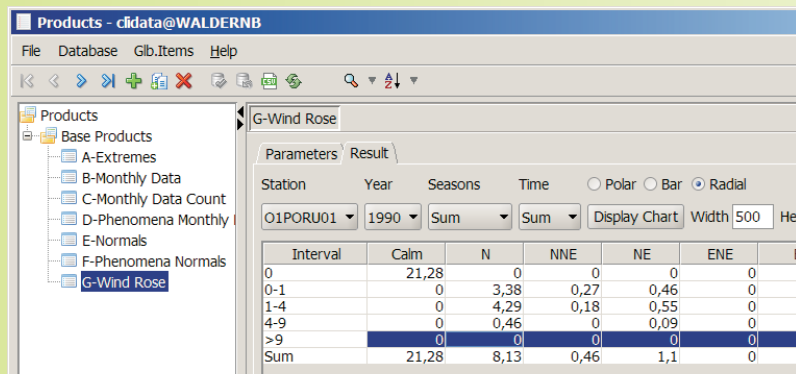 Products - clidata@WALDERNB
File Database Glb.Items Help
Products
Base Products
A-Extremes
B-Monthly Data
C-Monthly Data Count
D-Phenomena Monthly
E-Normals
F-Phenomena Normals
G-Wind Rose
G-Wind Rose
Parameters Result
Station Year Seasons Time Polar Bar Radial
O1PORU01 1990 Sum Sum Display Chart Width 500 He
Interval Calm N NNE NE ENE
0 21,28 0 0 0 0
0-1 0 3,38 0,27 0,46 0
1-4 0 4,29 0,18 0,55 0
4-9 0 0,46 0 0,09 0
>9 0 0 0 0 0
Sum 21,28 8,13 0,46 1,1 0